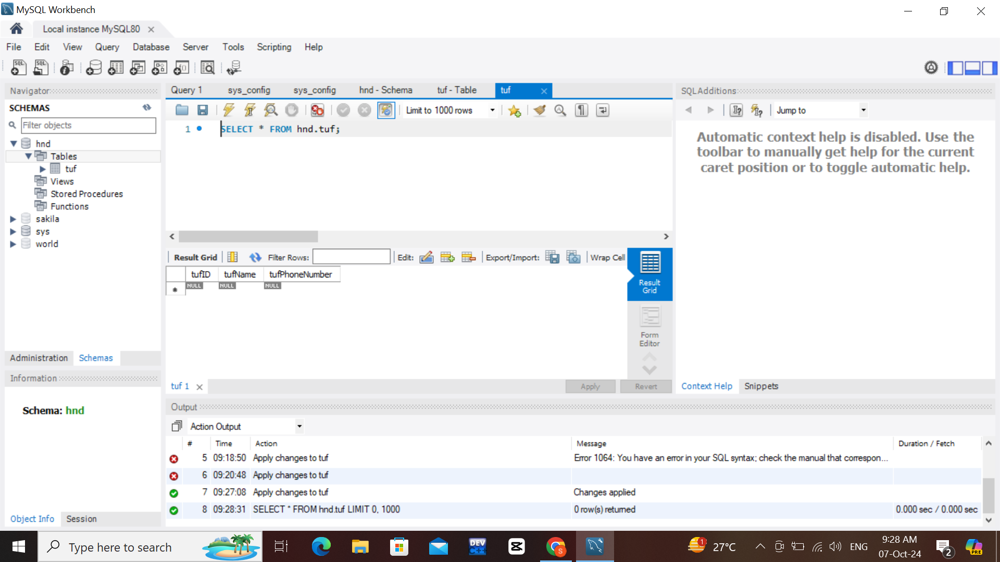 MySQL Workbench
Local instance MySQL80
File Edit View Query Database Server Tools Scripting Help
Navigator
SCHEMAS
Filter objects
hnd
Tables
tuf
Views
Stored Procedures
Functions
sakila
sys
world
Administration Schemas
Information
Schema: hnd
Object Info Session
Query 1 sys_config sys_config hnd - Schema tuf - Table tuf
Limit to 1000 rows
1 SELECT * FROM hnd.tuf;
Result Grid Filter Rows: Edit: Export/Import: Wrap Cell
tufID tufName tufPhoneNumber
NULL NULL NULL
Result
Grid
Form
Editor
tuf 1 Apply Revert
SQLAdditions
Jump to
Automatic context help is disabled. Use the
toolbar to manually get help for the current
caret position or to toggle automatic help.
Context Help Snippets
Output
Action Output
# Time Action Message Duration / Fetch
5 09:18:50 Apply changes to tuf Error 1064: You have an error in your SQL syntax; check the manual that correspon...
6 09:20:48 Apply changes to tuf
7 09:27:08 Apply changes to tuf Changes applied
8 09:28:31 SELECT * FROM hnd.tuf LIMIT 0, 1000 0 row(s) returned 0.000 sec / 0.000 sec
Type here to search
DEV
C++
S
1
27°C
ENG
9:28 AM
07-Oct-24
2
PRE